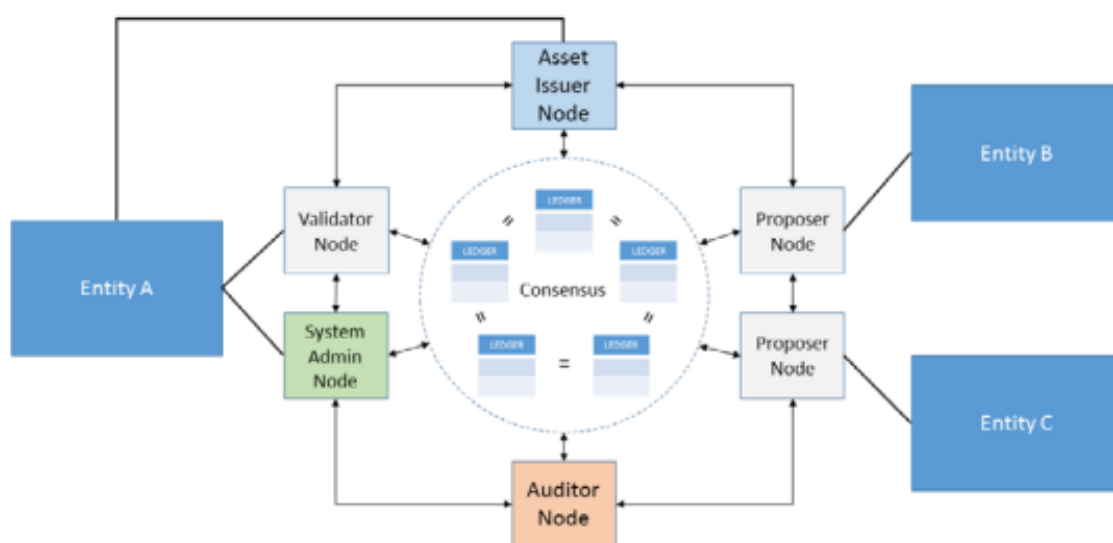 Asset
Issuer
Node
Entity B
LEDGER
Validator
Node
Proposer
Node
=
=
LEDGER
LEDGER
Entity A
Consensus
System
Admin
Node
=
=
Proposer
Node
LEDGER
=
LEDGER
Entity C
Auditor
Node